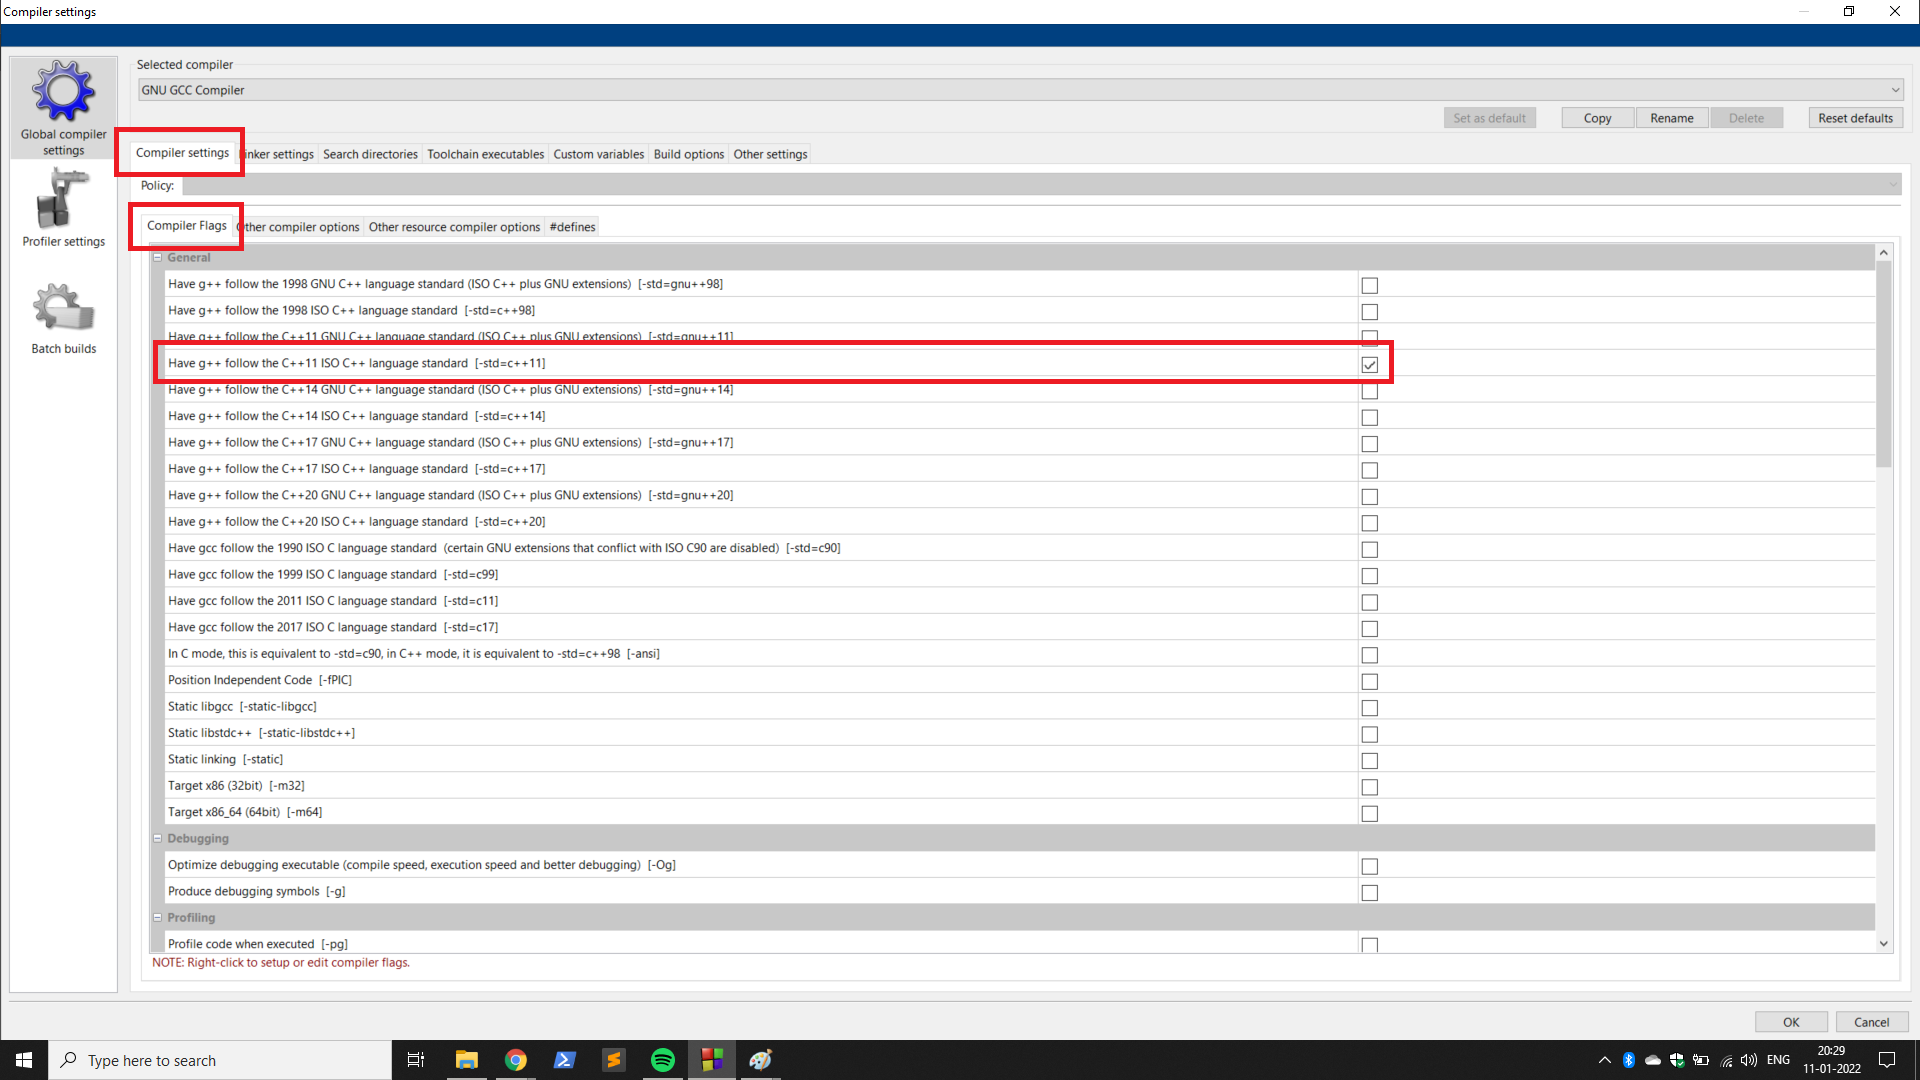 Compiler settings
Selected compiler
GNU GCC Compiler
Set as default Copy Rename Delete Reset defaults
Global compiler
settings
Profiler settings
Batch builds
Compiler settings inker settings Search directories Toolchain executables Custom variables Build options Other settings
Policy:
Compiler Flags ther compiler options Other resource compiler options #defines
General
Have g++ follow the 1998 GNU C++ language standard (ISO C++ plus GNU extensions) [-std=gnu++98]
Have g++ follow the 1998 ISO C++ language standard [-std=c++98]
Have g++ follow the C++11 GNU C++ language standard (ISO C++ plus GNU extensions) [-std=gnu++11]
Have g++ follow the C++11 ISO C++ language standard [-std=c++11]
Have g++ follow the C++14 GNU C++ language standard (ISO C++ plus GNU extensions) [-std=gnu++14]
Have g++ follow the C++14 ISO C++ language standard [-std=c++14]
Have g++ follow the C++17 GNU C++ language standard (ISO C++ plus GNU extensions) [-std=gnu++17]
Have g++ follow the C++17 ISO C++ language standard [-std=c++17]
Have g++ follow the C++20 GNU C++ language standard (ISO C++ plus GNU extensions) [-std=gnu++20]
Have g++ follow the C++20 ISO C++ language standard [-std=c++20]
Have gcc follow the 1990 ISO C language standard (certain GNU extensions that conflict with ISO C90 are disabled) [-std=c90]
Have gcc follow the 1999 ISO C language standard [-std=c99]
Have gcc follow the 2011 ISO C language standard [-std=c11]
Have gcc follow the 2017 ISO C language standard [-std=c17]
In C mode, this is equivalent to -std=c90, in C++ mode, it is equivalent to -std=c++98 [-ansi]
Position Independent Code [-fPIC]
Static libgcc [-static-libgcc]
Static libstdc++ [-static-libstdc++]
Static linking [-static]
Target x86 (32bit) [-m32]
Target x86_64 (64bit) [-m64]
Debugging
Optimize debugging executable (compile speed, execution speed and better debugging) [-Og]
Produce debugging symbols [-g]
Profiling
Profile code when executed [-pg]
NOTE: Right-click to setup or edit compiler flags.
OK Cancel
Type here to search
ENG
20:29
11-01-2022